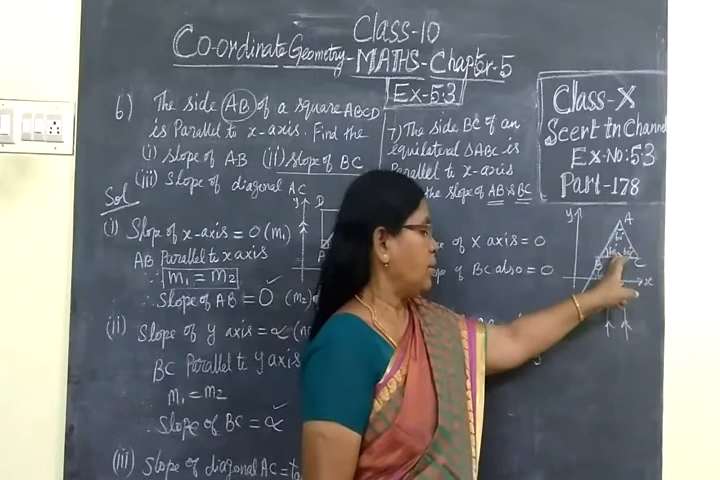 Class-10
Co-ordinate Geometry-MATHS-Chapter-5
Ex-5.3
6) The side AB of a square ABCD
is Parallel to x-axis. Find the
(i) Slope of AB (ii) Slope of BC
(iii) Slope of diagonal AC
Sol
(i) Slope of x-axis = 0 (m₁)
AB Parallel to x axis
∴ m₁ = m₂
∴ Slope of AB = 0 (m₂)
(ii) Slope of y axis = ∝
BC Parallel to y axis
m₁ = m₂
∴ Slope of BC = ∝
(iii) Slope of diagonal AC =
y D
A
7) The side BC of an
equilateral ΔABC is
Parallel to x-axis
the slope of AB & BC
of X axis = 0
of BC also = 0
Class-X
Scert tn Channel
Ex-No: 5.3
Part-178
y
A
60°
B
C
x